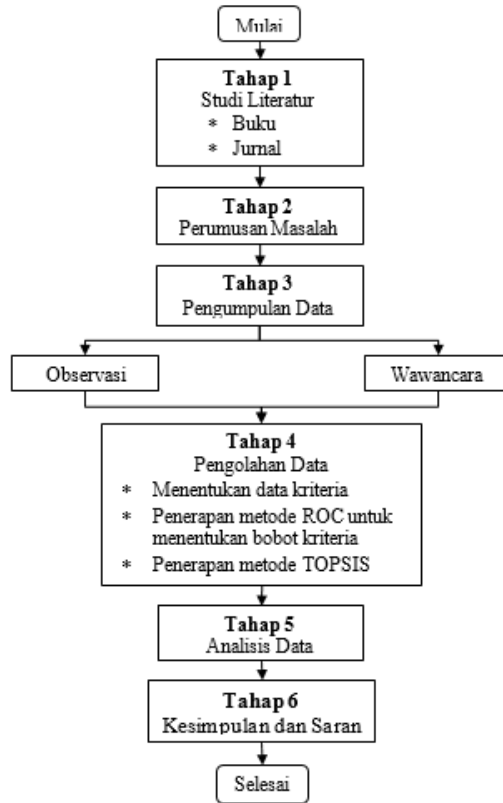 Mulai
Tahap 1
Studi Literatur
* Buku
* Jurnal
Tahap 2
Perumusan Masalah
Tahap 3
Pengumpulan Data
Observasi
Wawancara
Tahap 4
Pengolahan Data
* Menentukan data kriteria
* Penerapan metode ROC untuk
menentukan bobot kriteria
* Penerapan metode TOPSIS
Tahap 5
Analisis Data
Tahap 6
Kesimpulan dan Saran
Selesai